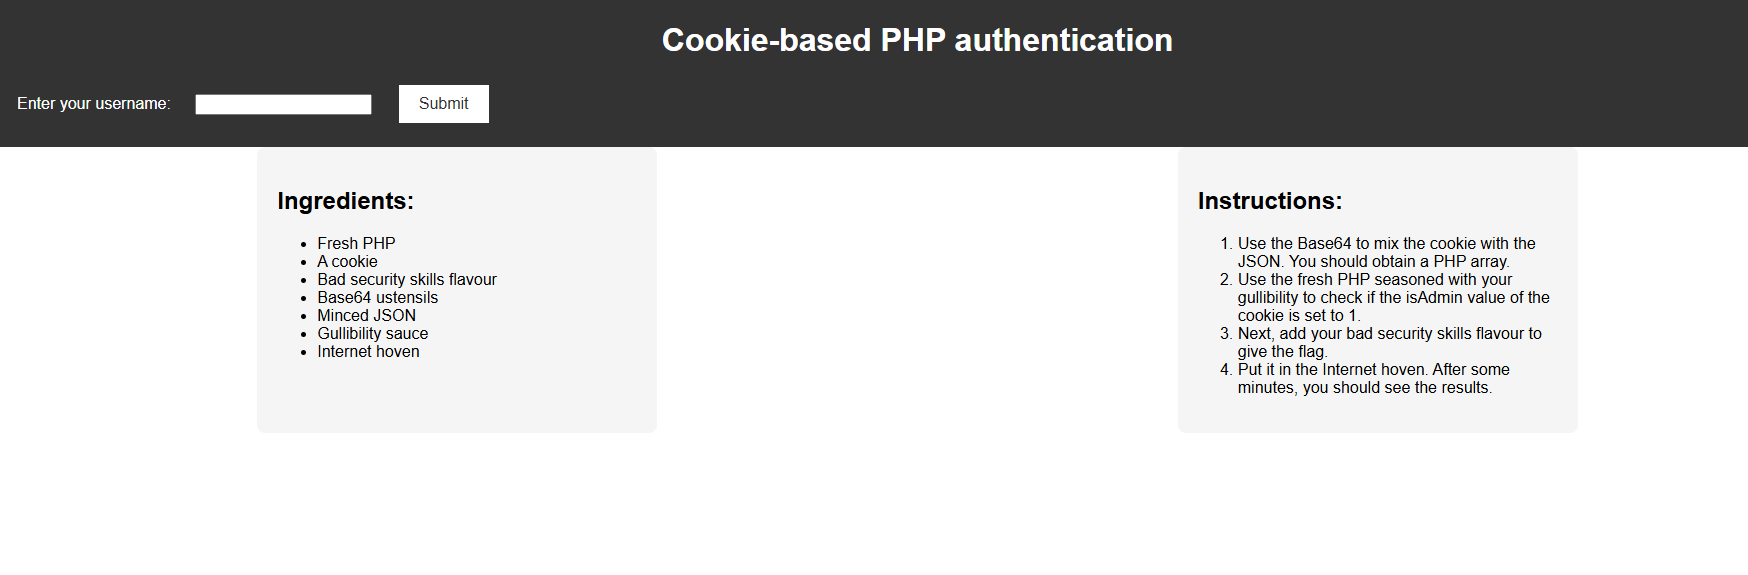 Cookie-based PHP authentication
Enter your username:
Submit
Ingredients:
Fresh PHP
A cookie
Bad security skills flavour
Base64 ustensils
Minced JSON
Gullibility sauce
Internet hoven
Instructions:
1. Use the Base64 to mix the cookie with the
JSON. You should obtain a PHP array.
2. Use the fresh PHP seasoned with your
gullibility to check if the isAdmin value of the
cookie is set to 1.
3. Next, add your bad security skills flavour to
give the flag.
4. Put it in the Internet hoven. After some
minutes, you should see the results.